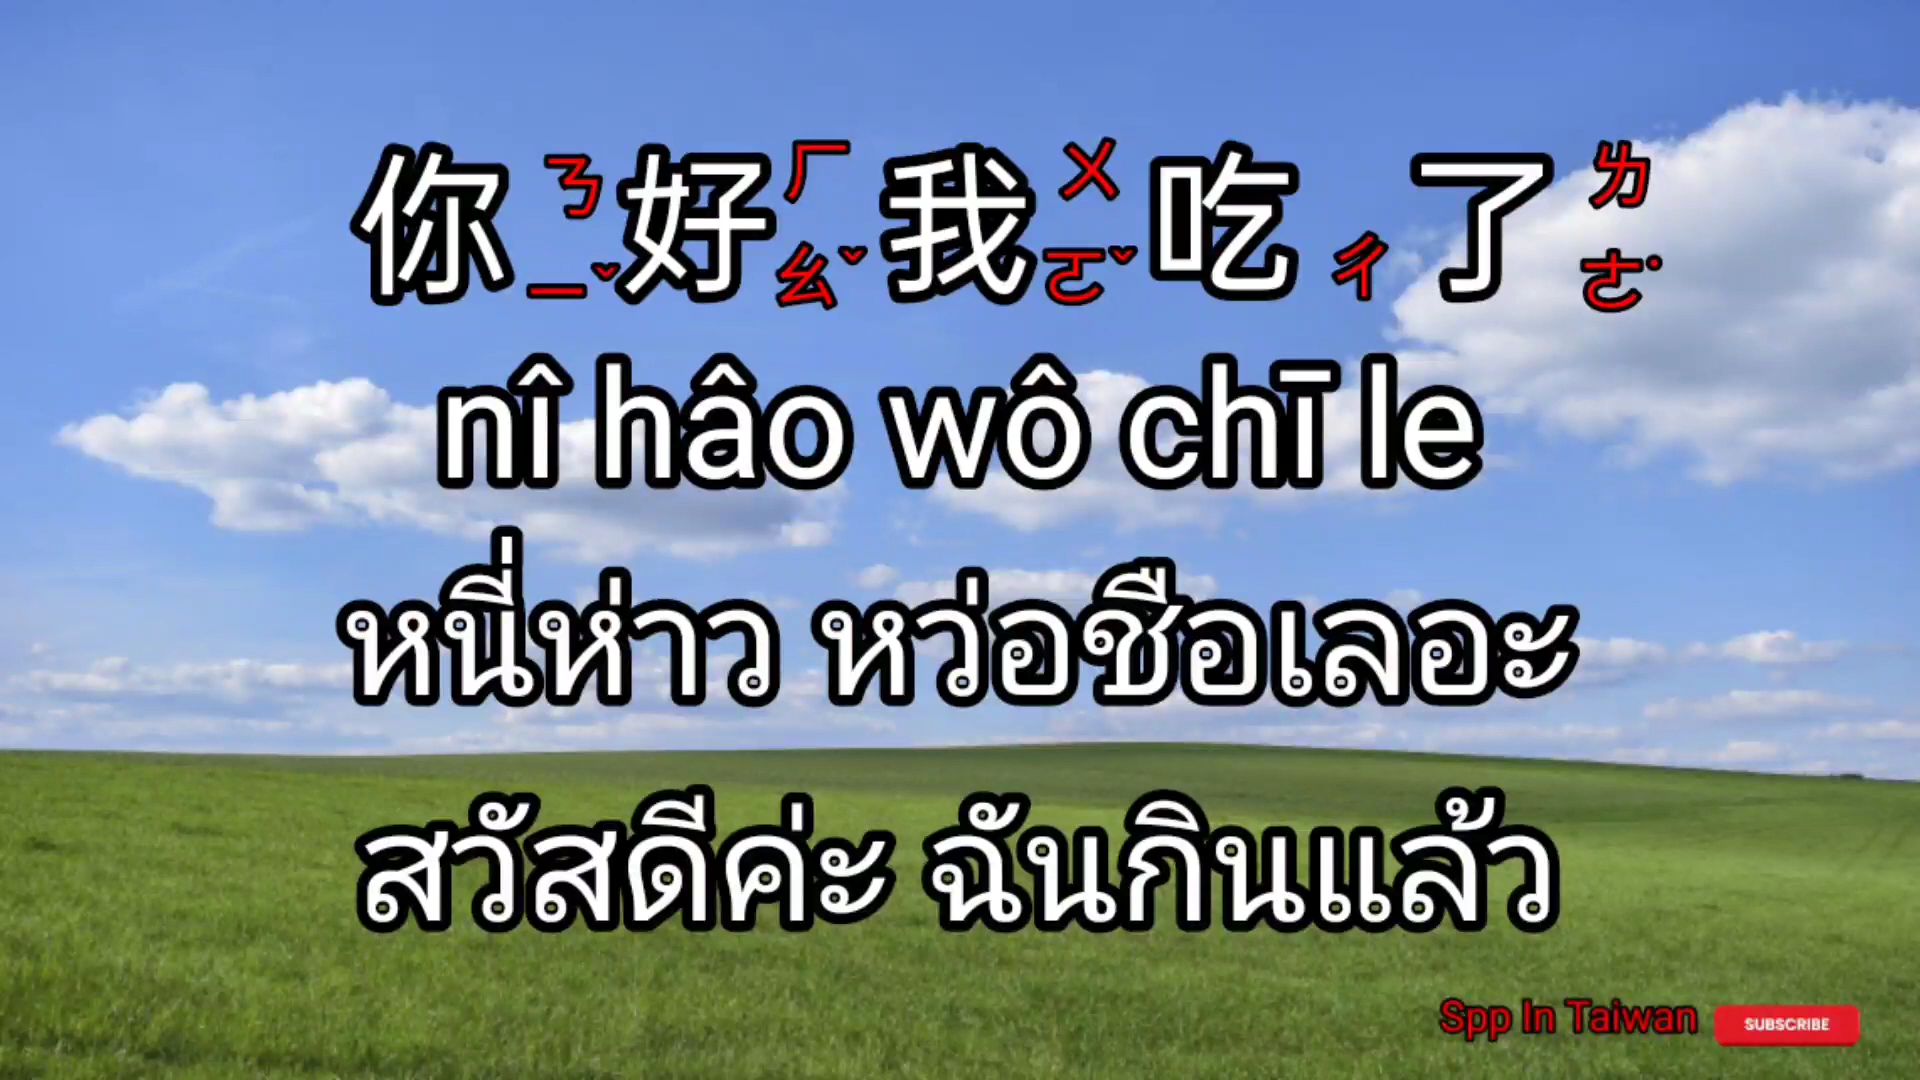 你ㄋㄧˇ好ㄏㄠˇ我ㄨㄛˇ吃ㄔ了ㄌㄜ˙
nî hâo wô chī le
หนี่ห่าว หว่อชือเลอะ
สวัสดีค่ะ ฉันกินแล้ว
Spp In Taiwan SUBSCRIBE